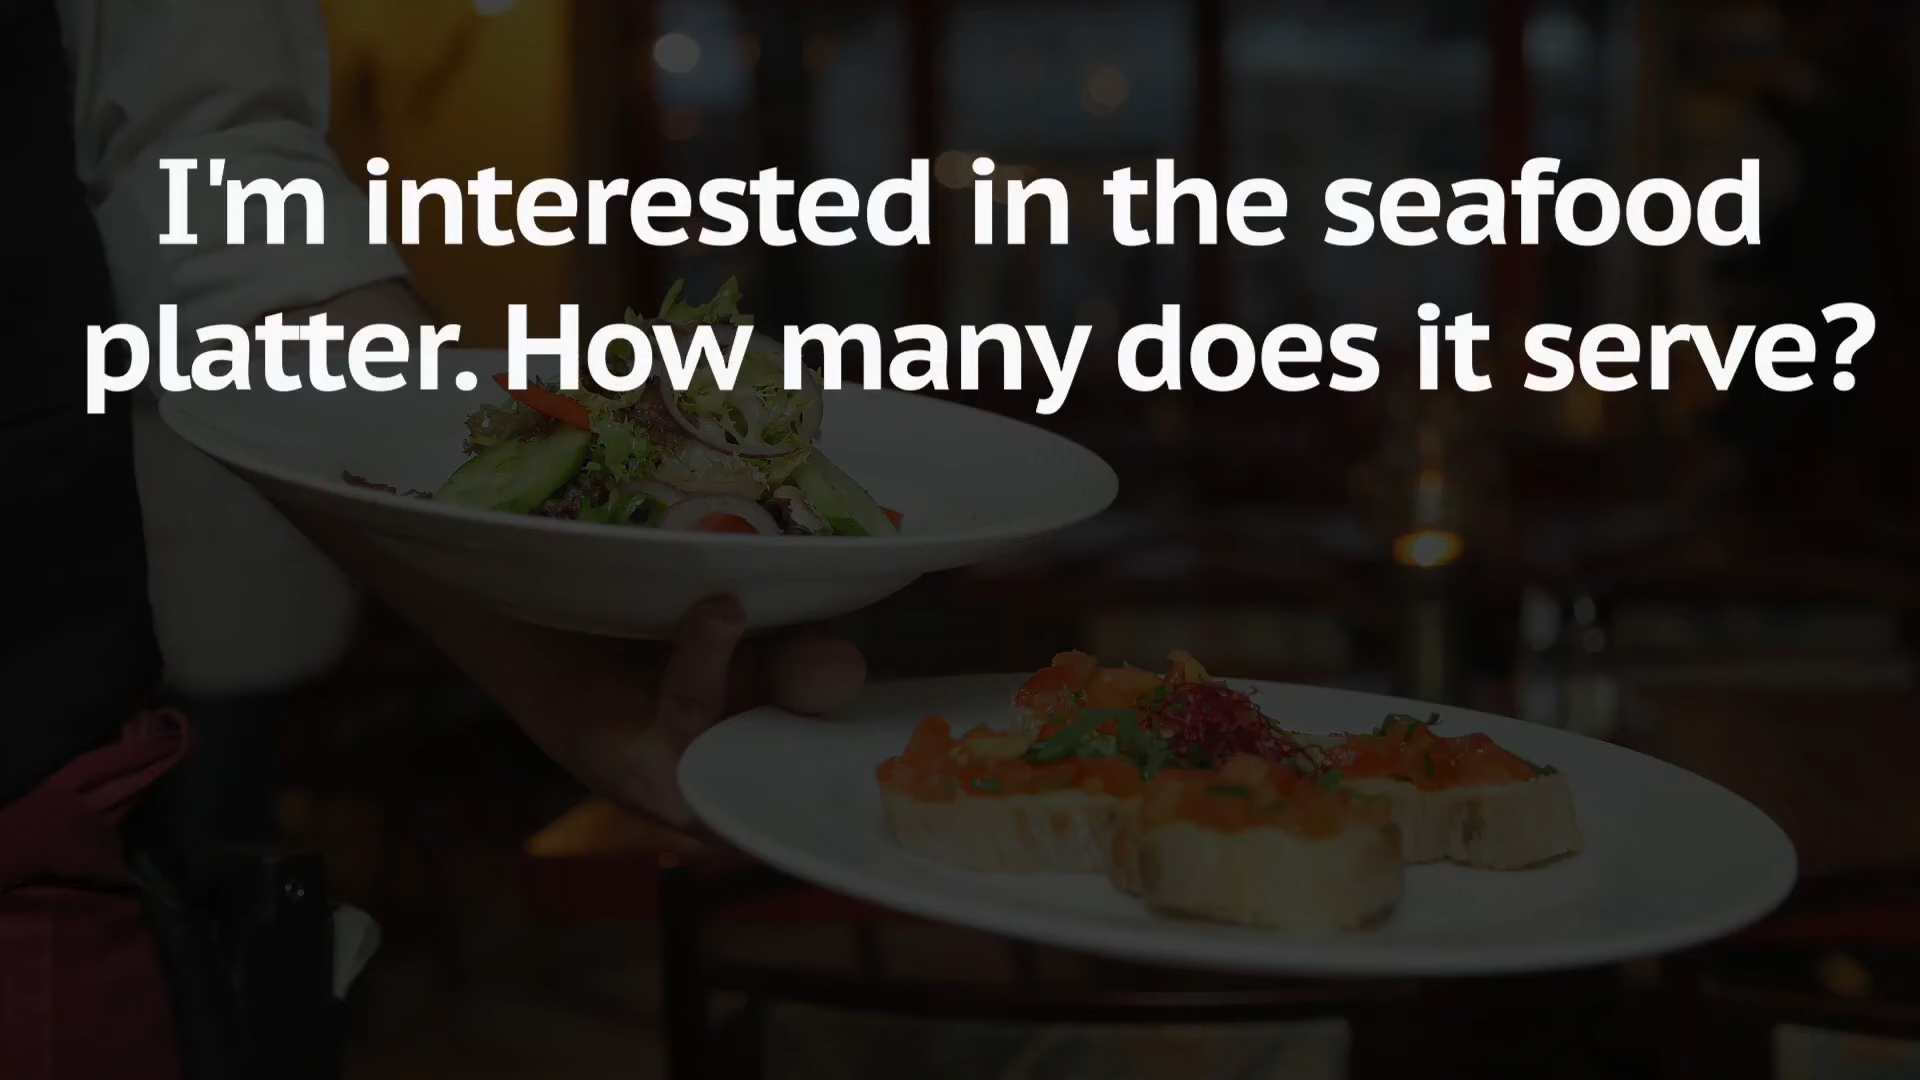 I'm interested in the seafood
platter. How many does it serve?